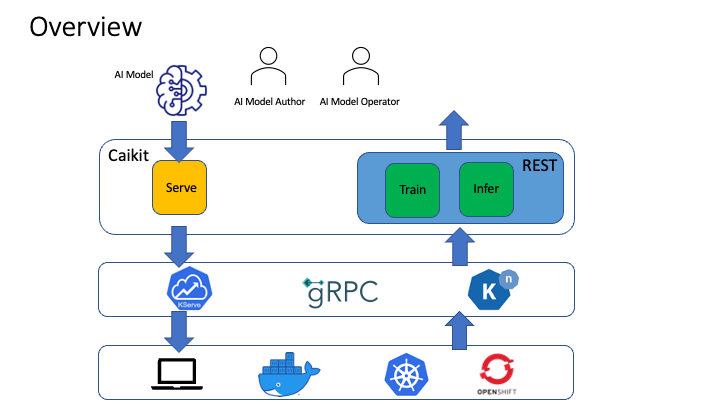 Overview
AI Model
AI Model Author
AI Model Operator
Caikit
REST
Serve
Train
Infer
KServe
gRPC
K
n
OPENSHIFT